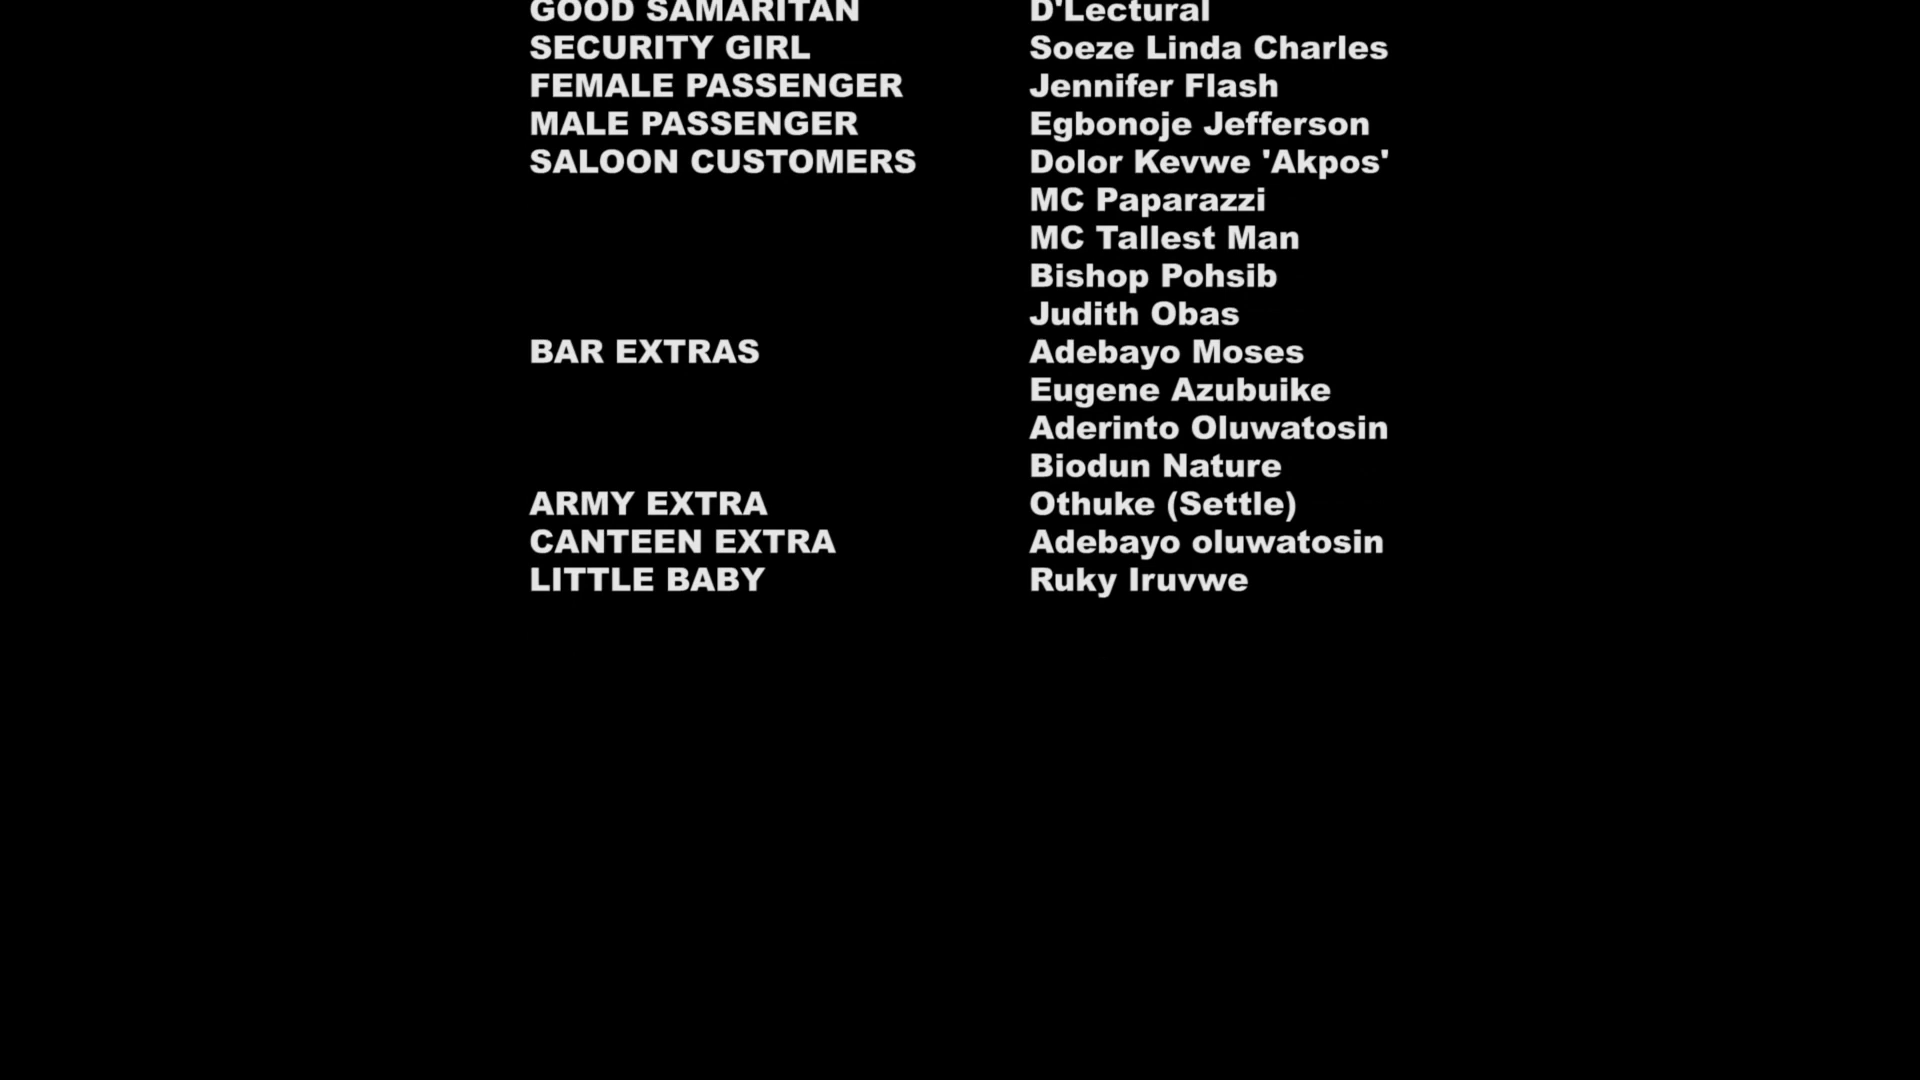 GOOD SAMARITAN D'Lectural
SECURITY GIRL Soeze Linda Charles
FEMALE PASSENGER Jennifer Flash
MALE PASSENGER Egbonoje Jefferson
SALOON CUSTOMERS Dolor Kevwe 'Akpos'
MC Paparazzi
MC Tallest Man
Bishop Pohsib
Judith Obas
BAR EXTRAS Adebayo Moses
Eugene Azubuike
Aderinto Oluwatosin
Biodun Nature
ARMY EXTRA Othuke (Settle)
CANTEEN EXTRA Adebayo oluwatosin
LITTLE BABY Ruky Iruvwe